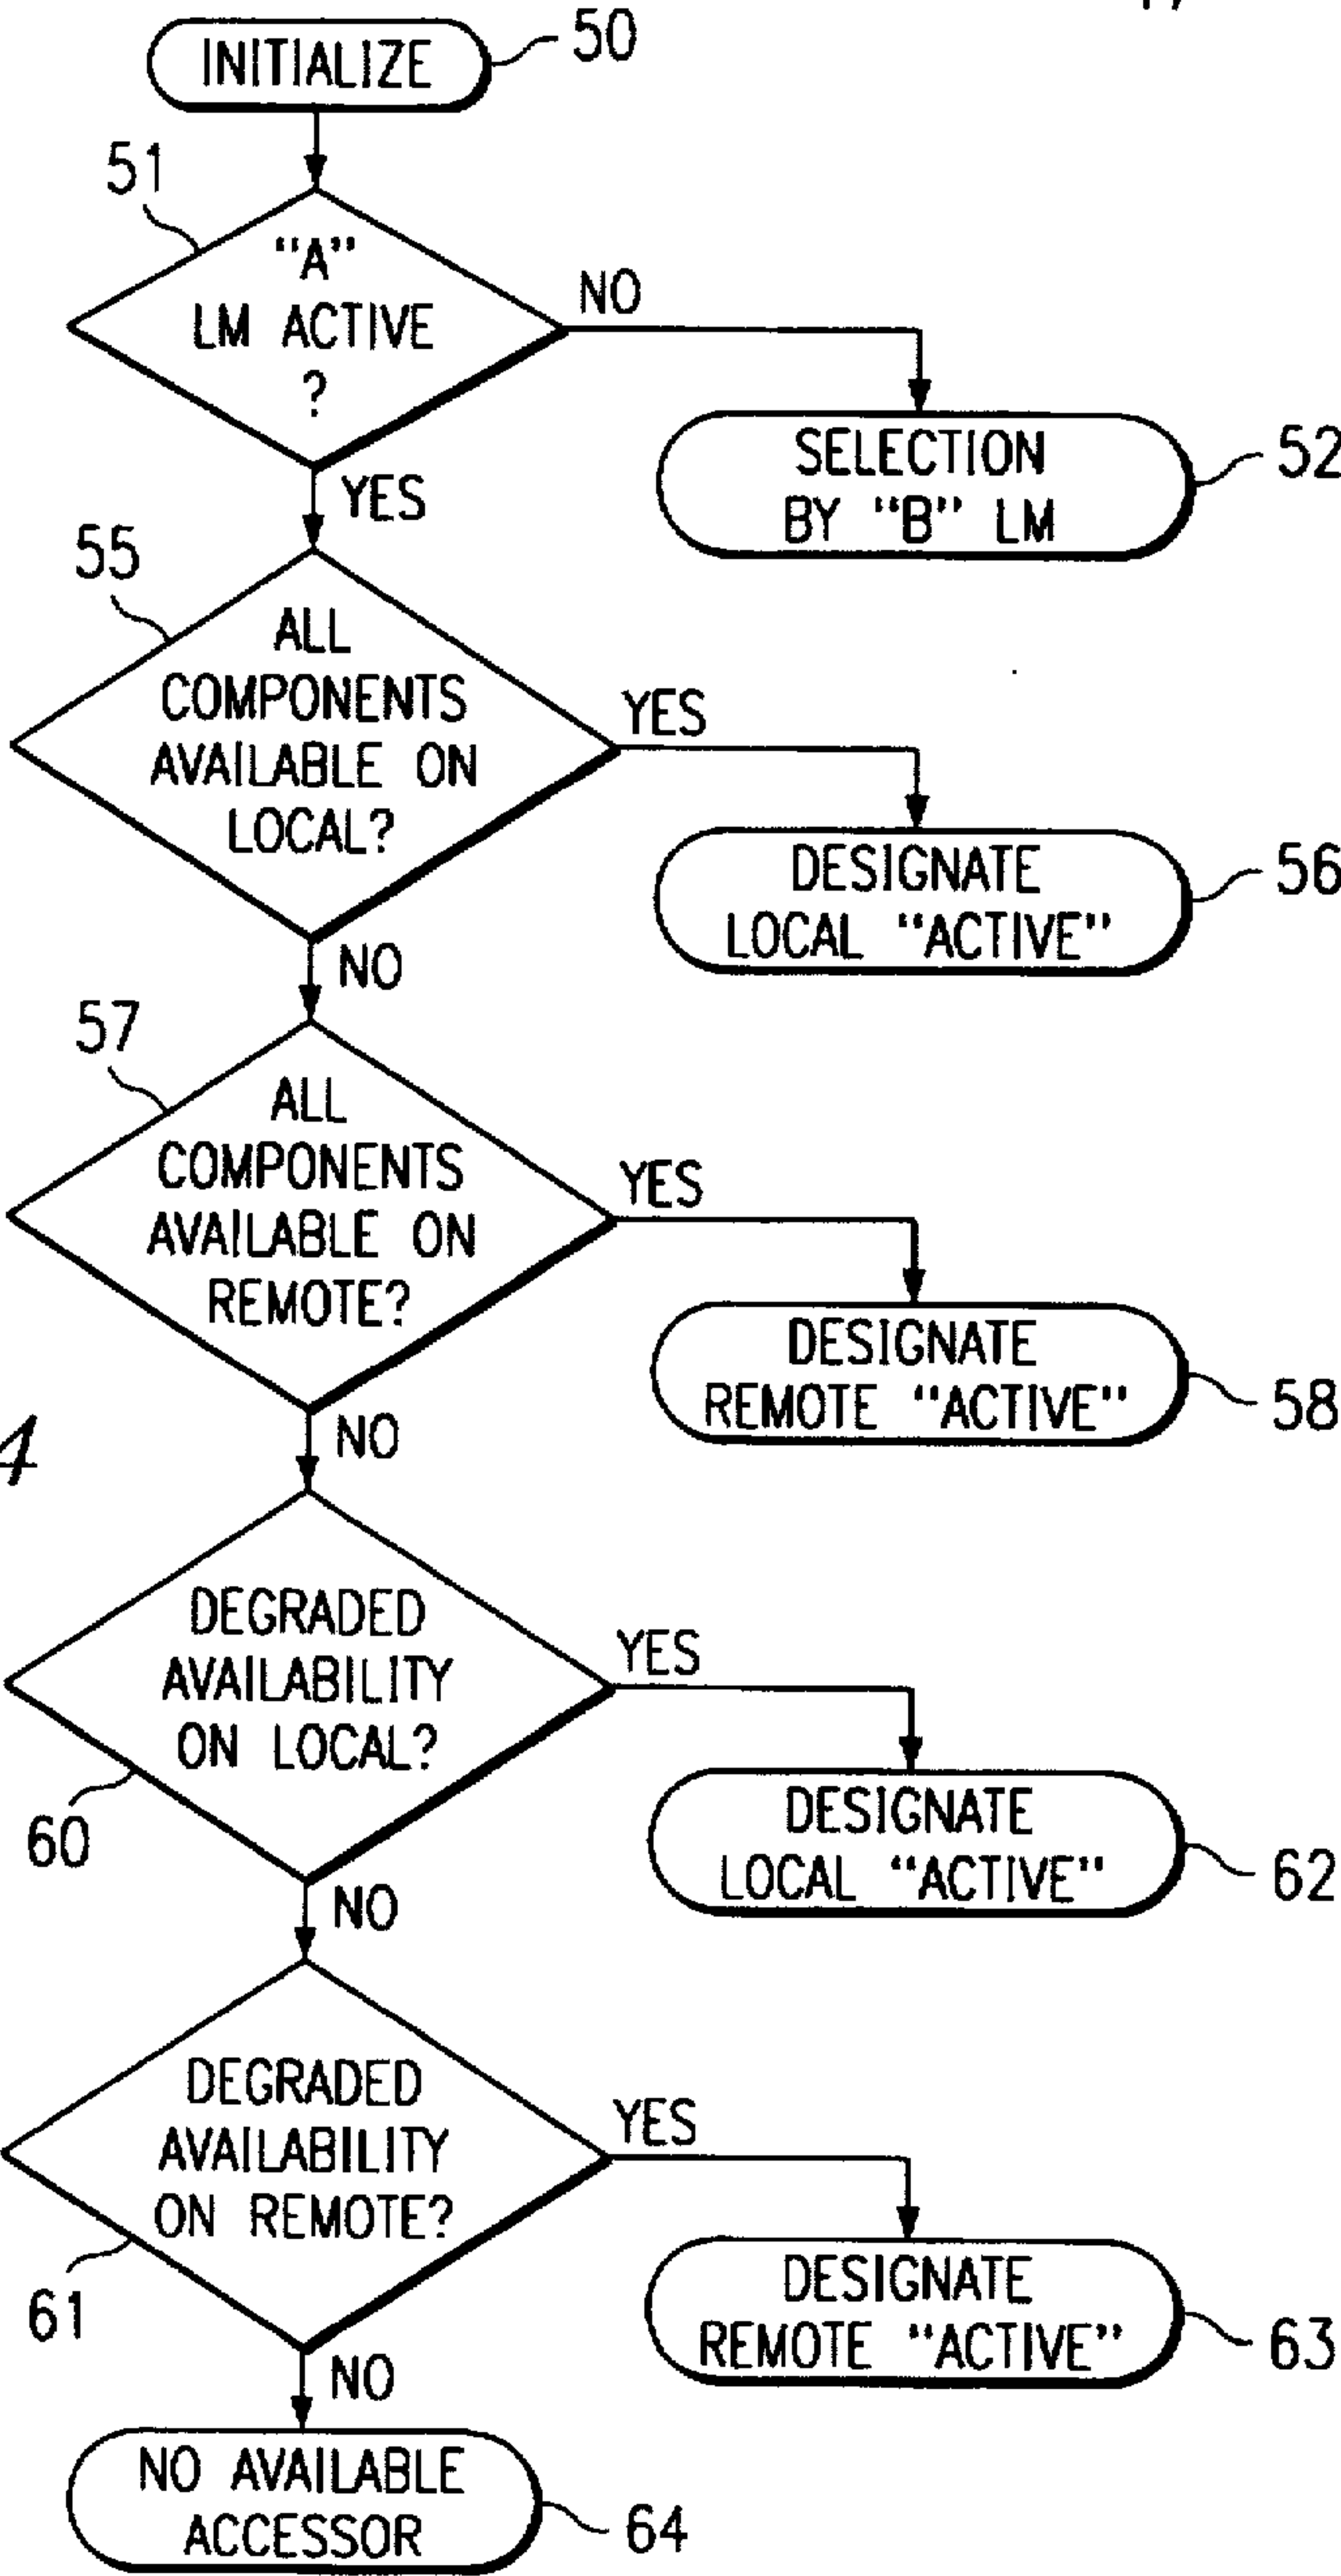 INITIALIZE
50
51
"A"
LM ACTIVE
?
NO
YES
SELECTION
BY "B" LM
52
55
ALL
COMPONENTS
AVAILABLE ON
LOCAL?
YES
NO
DESIGNATE
LOCAL "ACTIVE"
56
57
ALL
COMPONENTS
AVAILABLE ON
REMOTE?
YES
NO
DESIGNATE
REMOTE "ACTIVE"
58
4
DEGRADED
AVAILABILITY
ON LOCAL?
YES
60
NO
DESIGNATE
LOCAL "ACTIVE"
62
DEGRADED
AVAILABILITY
ON REMOTE?
YES
61
NO
DESIGNATE
REMOTE "ACTIVE"
63
NO AVAILABLE
ACCESSOR
64